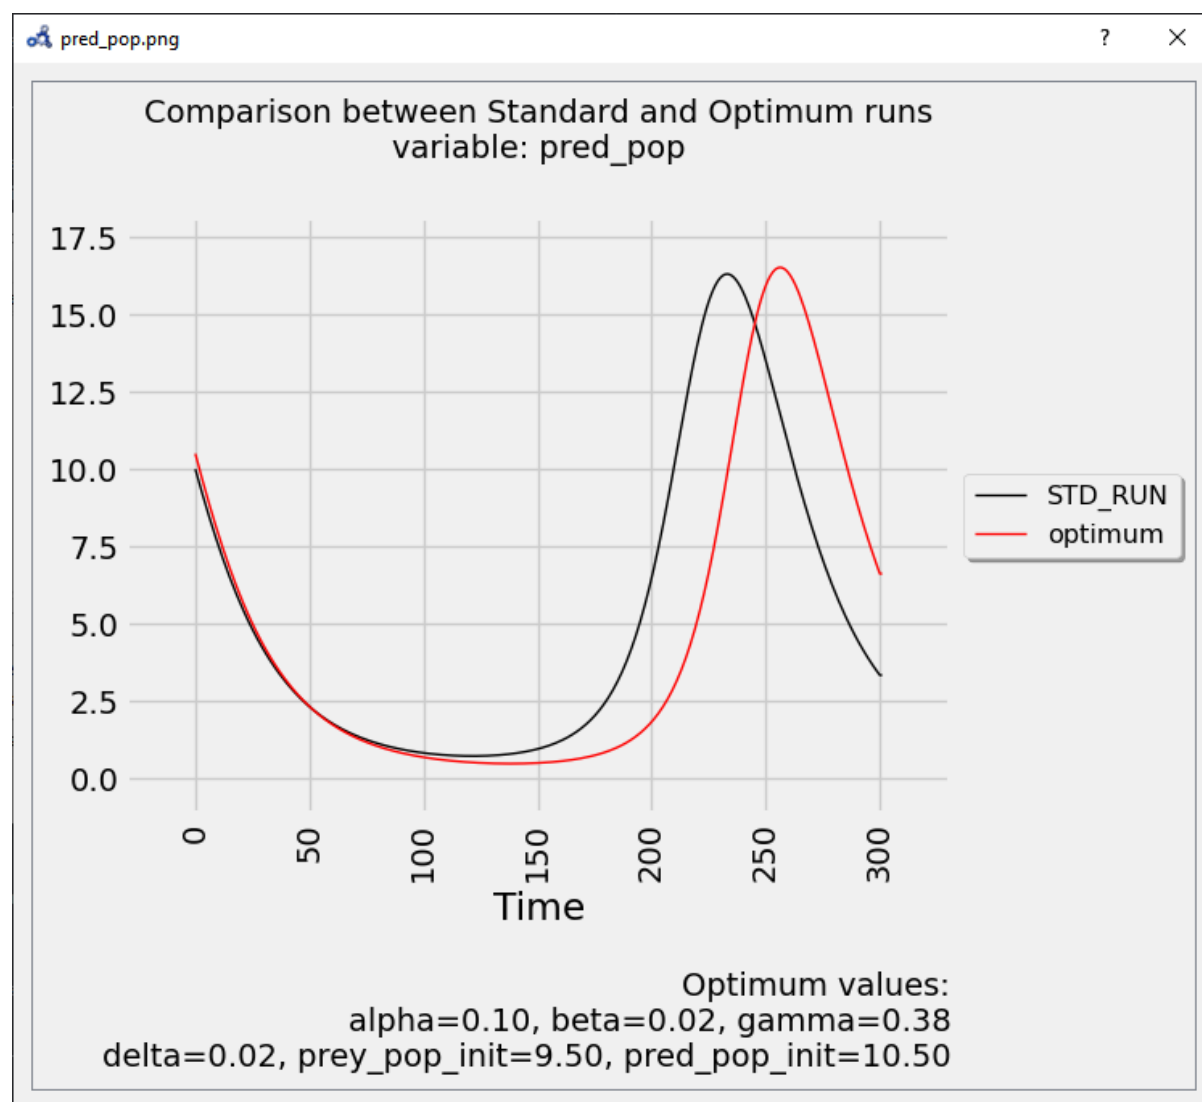 pred_pop.png
?
Comparison between Standard and Optimum runs
variable: pred_pop
17.5
15.0
12.5
10.0
7.5
5.0
2.5
0.0
STD_RUN
optimum
0 50 100 150 200 250 300
Time
Optimum values:
alpha=0.10, beta=0.02, gamma=0.38
delta=0.02, prey_pop_init=9.50, pred_pop_init=10.50